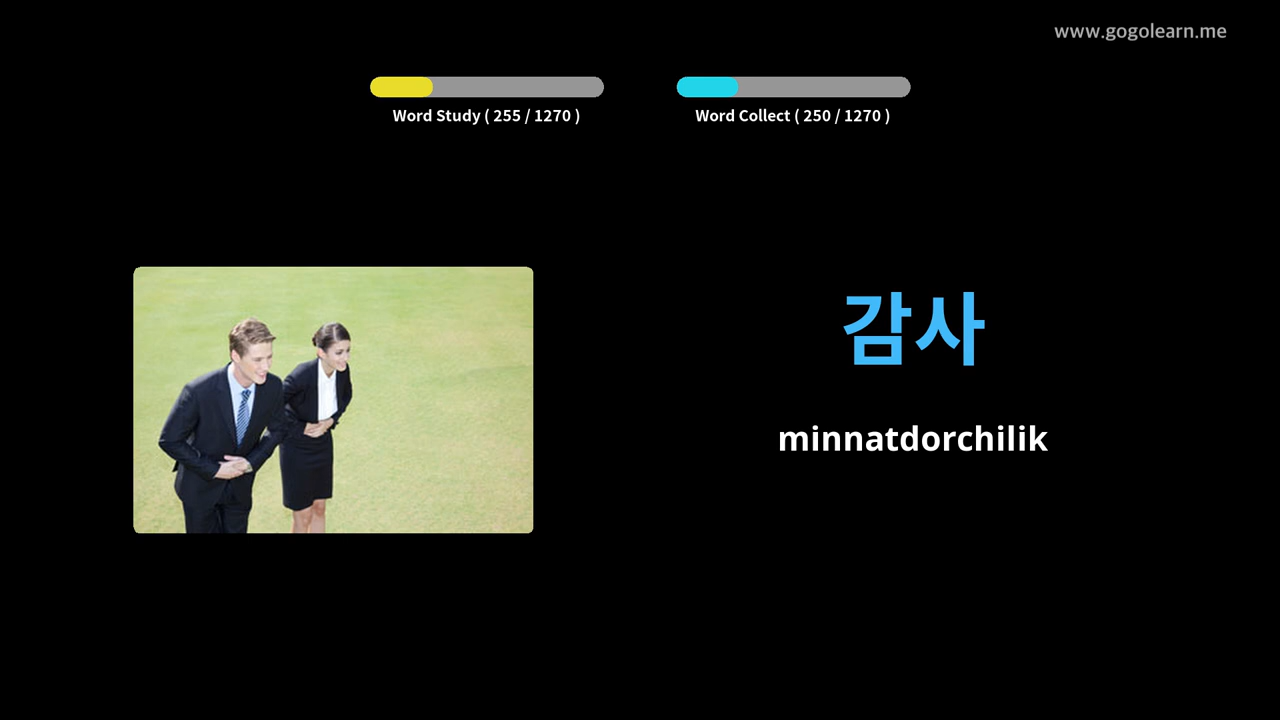 www.gogolearn.me
Word Study ( 255 / 1270 )
Word Collect ( 250 / 1270 )
감사
minnatdorchilik